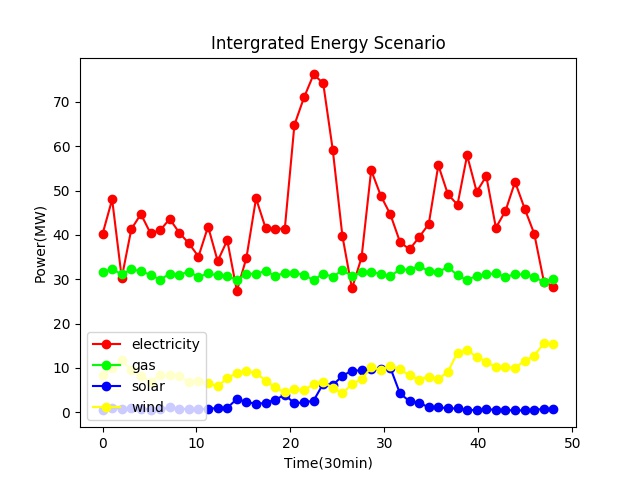 Intergrated Energy Scenario
Power(MW)
70
60
50
40
30
20
10
0
electricity
gas
solar
wind
0 10 20 30 40 50
Time(30min)